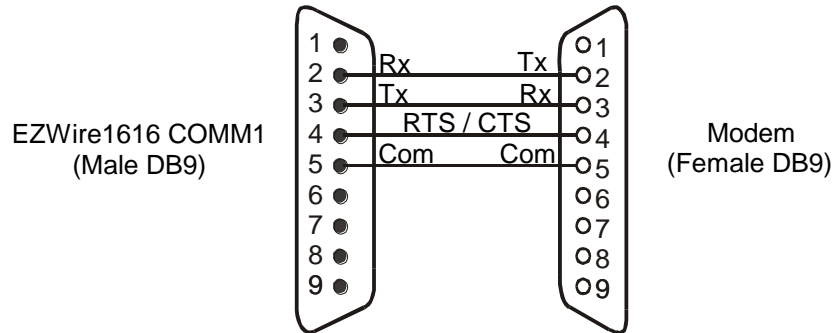 1 1
2 Rx Tx 2
3 Tx Rx 3
4 RTS / CTS 4
EZWire1616 COMM1
(Male DB9)
5 Com Com 5
Modem
(Female DB9)
6 6
7 7
8 8
9 9